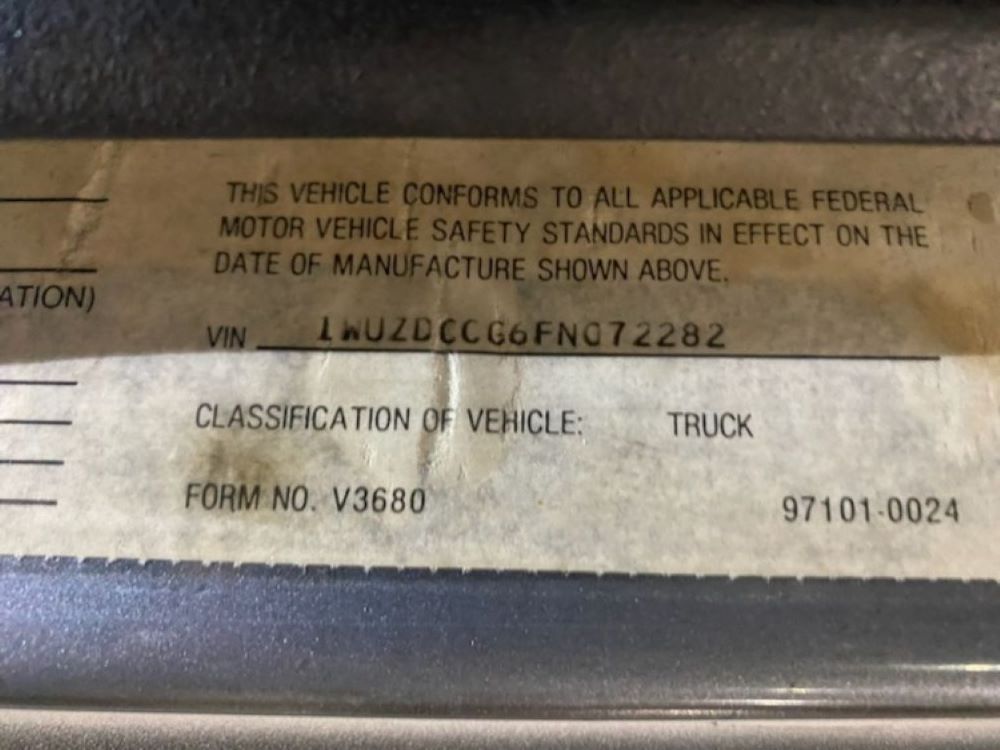 THIS VEHICLE CONFORMS TO ALL APPLICABLE FEDERAL
MOTOR VEHICLE SAFETY STANDARDS IN EFFECT ON THE
DATE OF MANUFACTURE SHOWN ABOVE.
ATION)
VIN 1WUZDCCG6FN072282
CLASSIFICATION OF VEHICLE: TRUCK
FORM NO. V3680 97101-0024